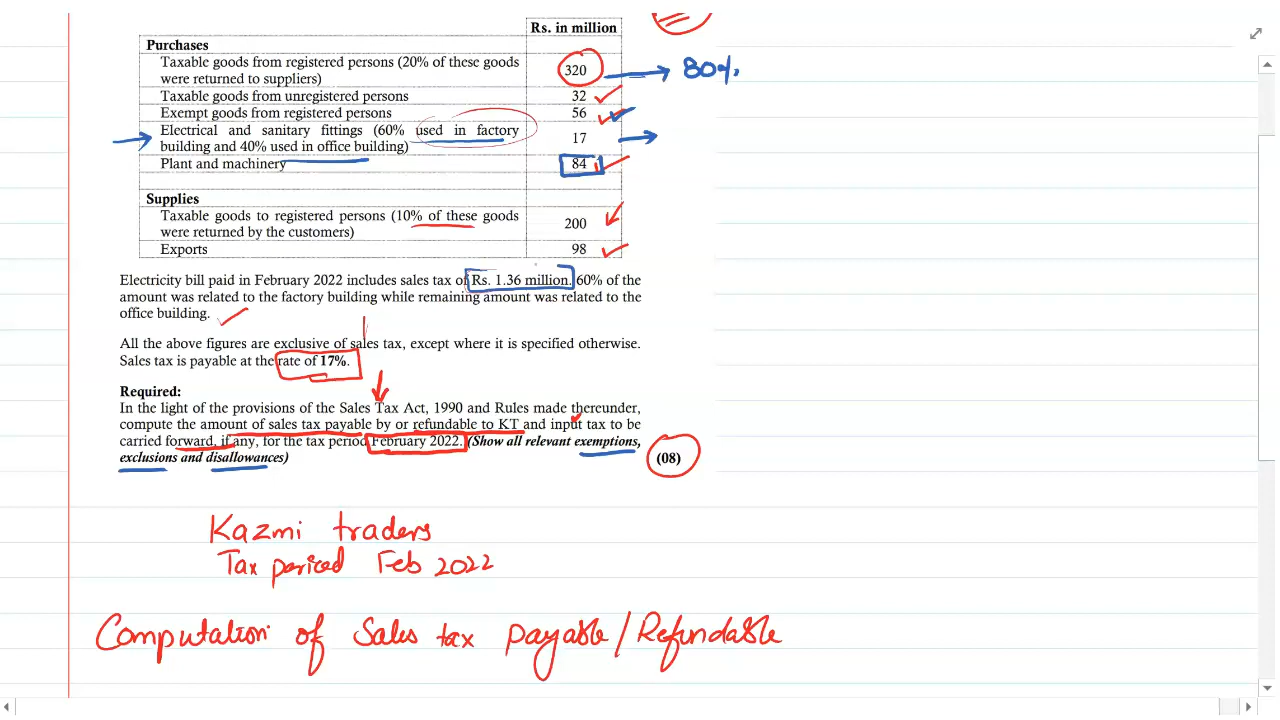 Rs. in million
Purchases
Taxable goods from registered persons (20% of these goods
were returned to suppliers)
320
80%
Taxable goods from unregistered persons
32
Exempt goods from registered persons
56
Electrical and sanitary fittings (60% used in factory
building and 40% used in office building)
17
Plant and machinery
84
Supplies
Taxable goods to registered persons (10% of these goods
were returned by the customers)
200
Exports
98
Electricity bill paid in February 2022 includes sales tax of Rs. 1.36 million. 60% of the
amount was related to the factory building while remaining amount was related to the
office building.
All the above figures are exclusive of sales tax, except where it is specified otherwise.
Sales tax is payable at the rate of 17%.
Required:
In the light of the provisions of the Sales Tax Act, 1990 and Rules made thereunder,
compute the amount of sales tax payable by or refundable to KT and input tax to be
carried forward, if any, for the tax period February 2022. (Show all relevant exemptions,
exclusions and disallowances)
(08)
Kazmi traders
Tax period Feb 2022
Computation of Sales tax payable/Refundable